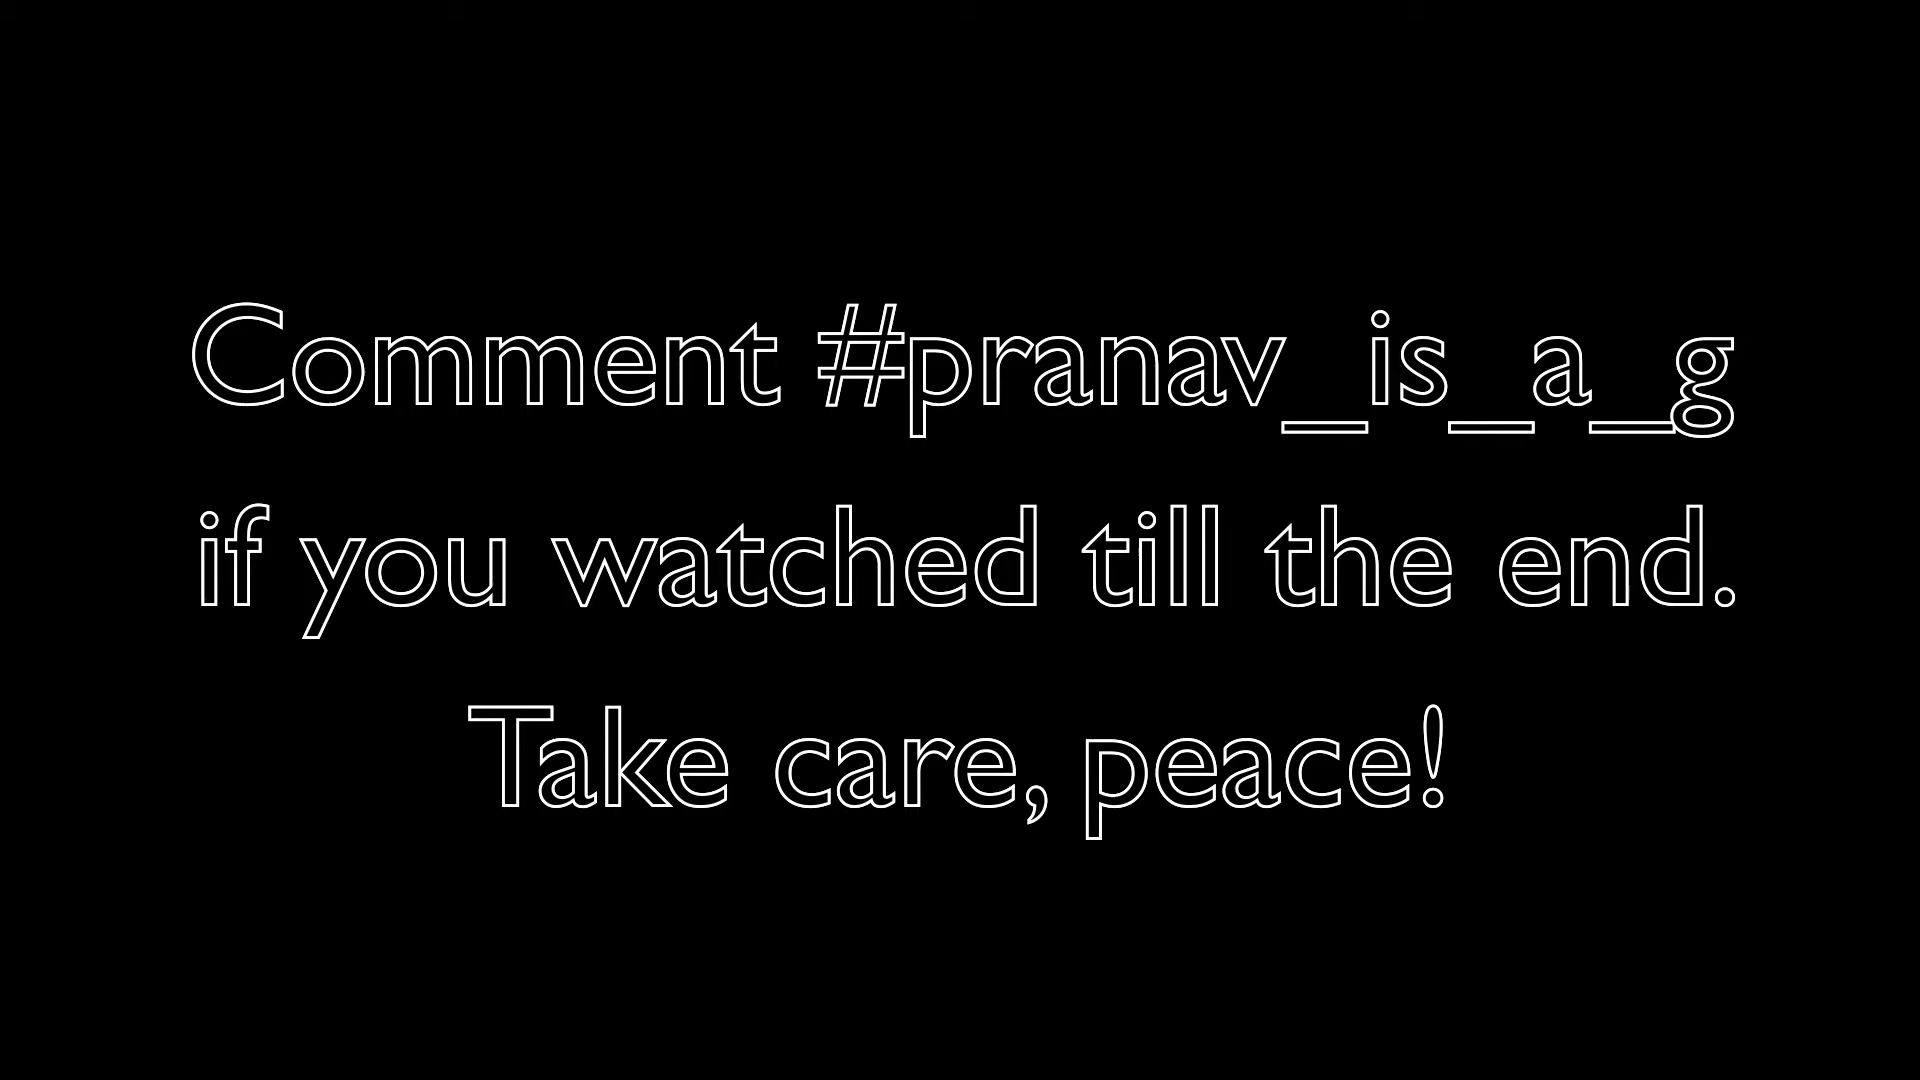 Comment #pranav_is_a_g
if you watched till the end.
Take care, peace!